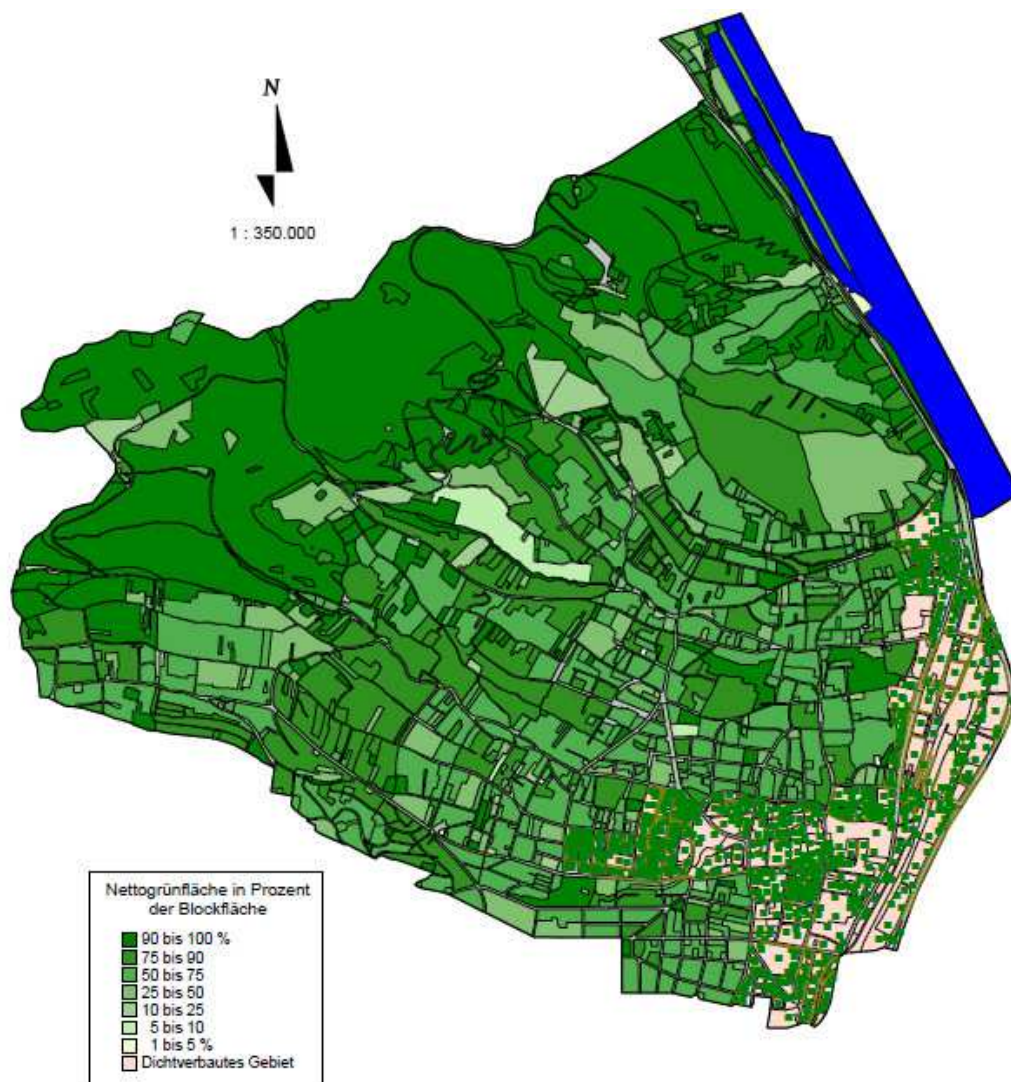 N
1 : 350.000
Nettogrünfläche in Prozent
der Blockfläche
90 bis 100 %
75 bis 90
50 bis 75
25 bis 50
10 bis 25
5 bis 10
1 bis 5 %
Dichtverbautes Gebiet